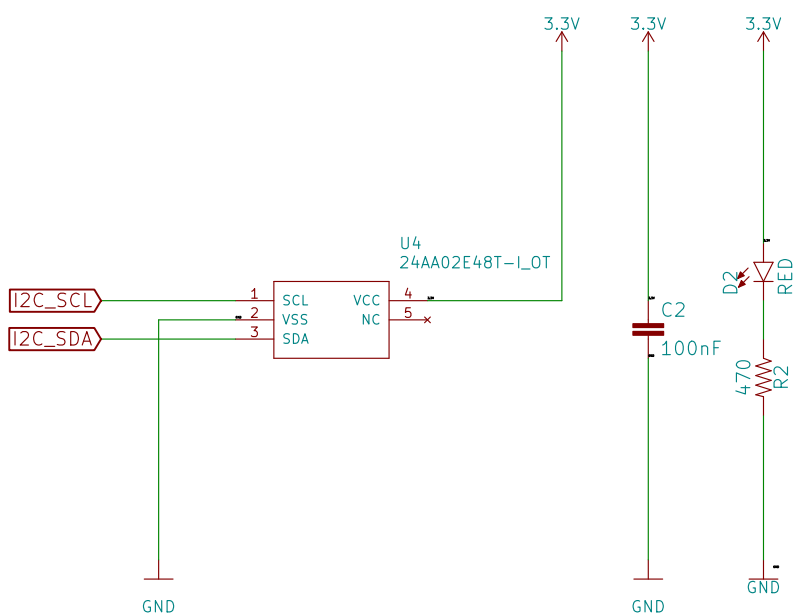 3.3V 3.3V 3.3V
U4
24AA02E48T-I_OT
I2C_SCL 1 SCL VCC 4
2 VSS NC 5
I2C_SDA 3 SDA
D2 RED
C2
100nF
470 R2
GND GND GND